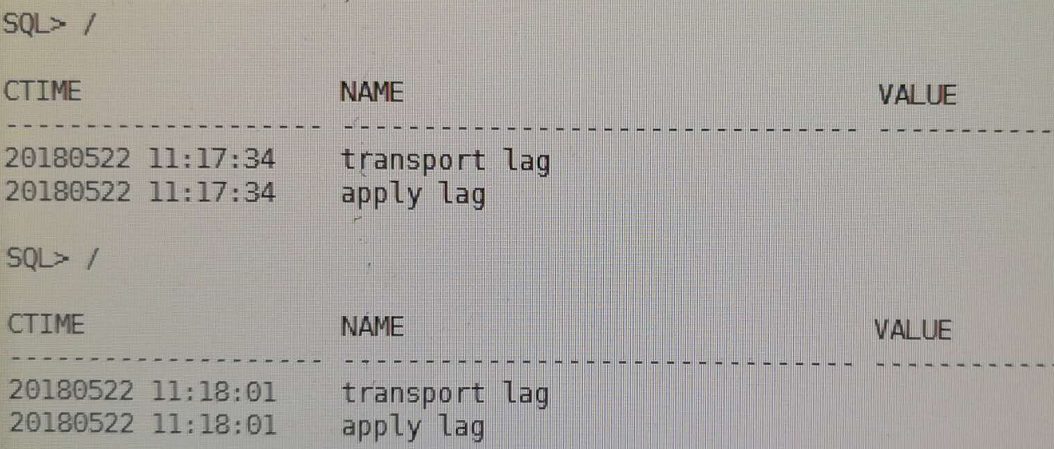 SQL> /
CTIME NAME VALUE
-------------------- -------------------------------- -----------
20180522 11:17:34 transport lag
20180522 11:17:34 apply lag
SQL> /
CTIME NAME VALUE
-------------------- -------------------------------- -----------
20180522 11:18:01 transport lag
20180522 11:18:01 apply lag